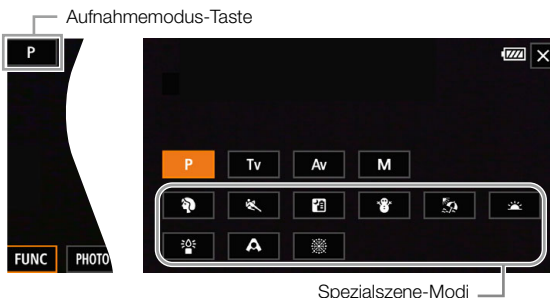 Aufnahmemodus-Taste
P
P Tv Av M
FUNC PHOTO
Spezialszene-Modi